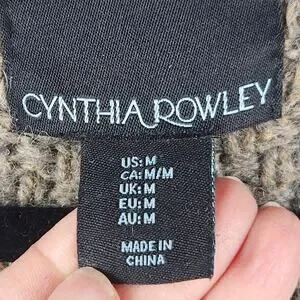 CYNTHIA ROWLEY
US: M
CA: M/M
UK: M
EU: M
AU: M
MADE IN
CHINA